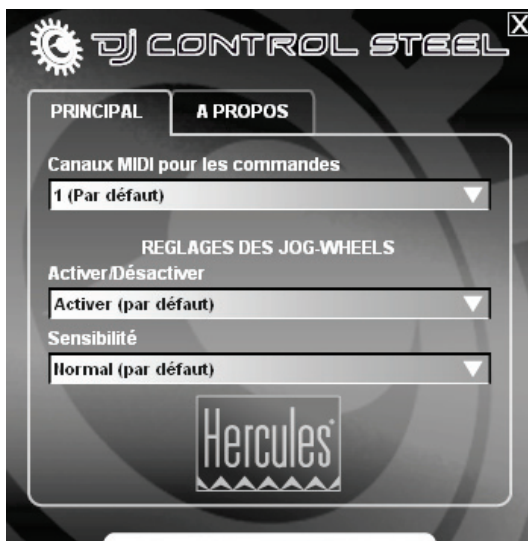 DJ CONTROL STEEL X
PRINCIPAL A PROPOS
Canaux MIDI pour les commandes
1 (Par défaut)
REGLAGES DES JOG-WHEELS
Activer/Désactiver
Activer (par défaut)
Sensibilité
Normal (par défaut)
Hercules